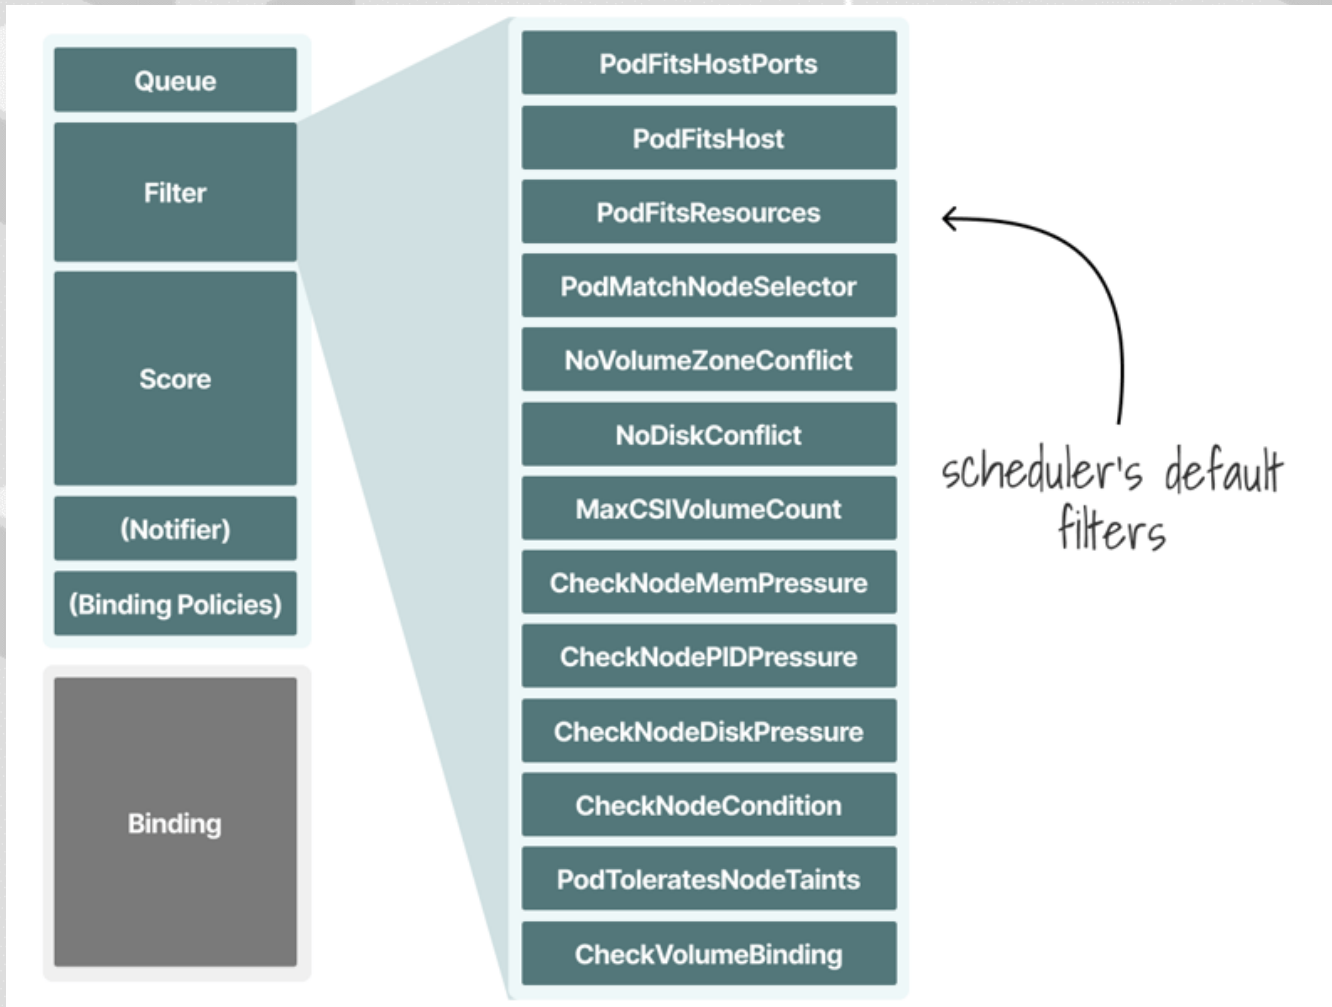 Queue
Filter
Score
(Notifier)
(Binding Policies)
Binding
PodFitsHostPorts
PodFitsHost
PodFitsResources
PodMatchNodeSelector
NoVolumeZoneConflict
NoDiskConflict
MaxCSIVolumeCount
CheckNodeMemPressure
CheckNodePIDPressure
CheckNodeDiskPressure
CheckNodeCondition
PodToleratesNodeTaints
CheckVolumeBinding
scheduler's default
filters